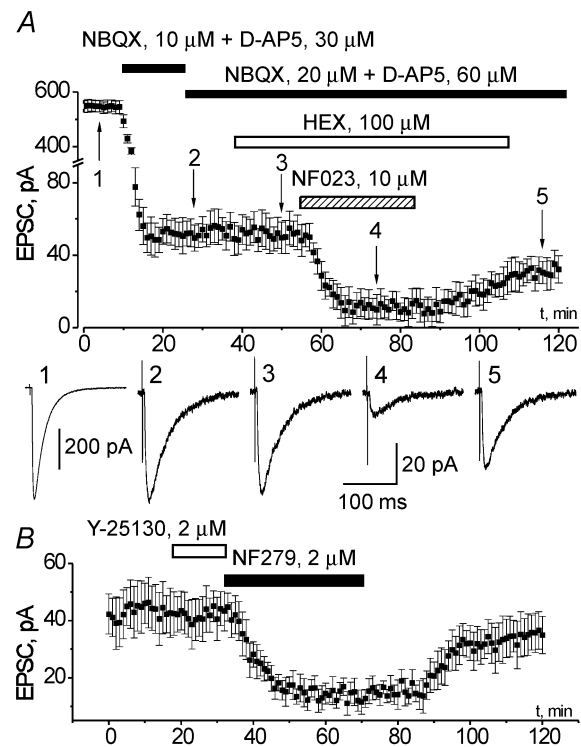 A
NBQX, 10 µM + D-AP5, 30 µM
NBQX, 20 µM + D-AP5, 60 µM
HEX, 100 µM
NF023, 10 µM
EPSC, pA
600
400
80
40
0
1
2
3
4
5
0 20 40 60 80 100 120
t, min
1 2 3 4 5
200 pA
20 pA
100 ms
B
Y-25130, 2 µM
NF279, 2 µM
EPSC, pA
60
40
20
0 20 40 60 80 100 120
t, min